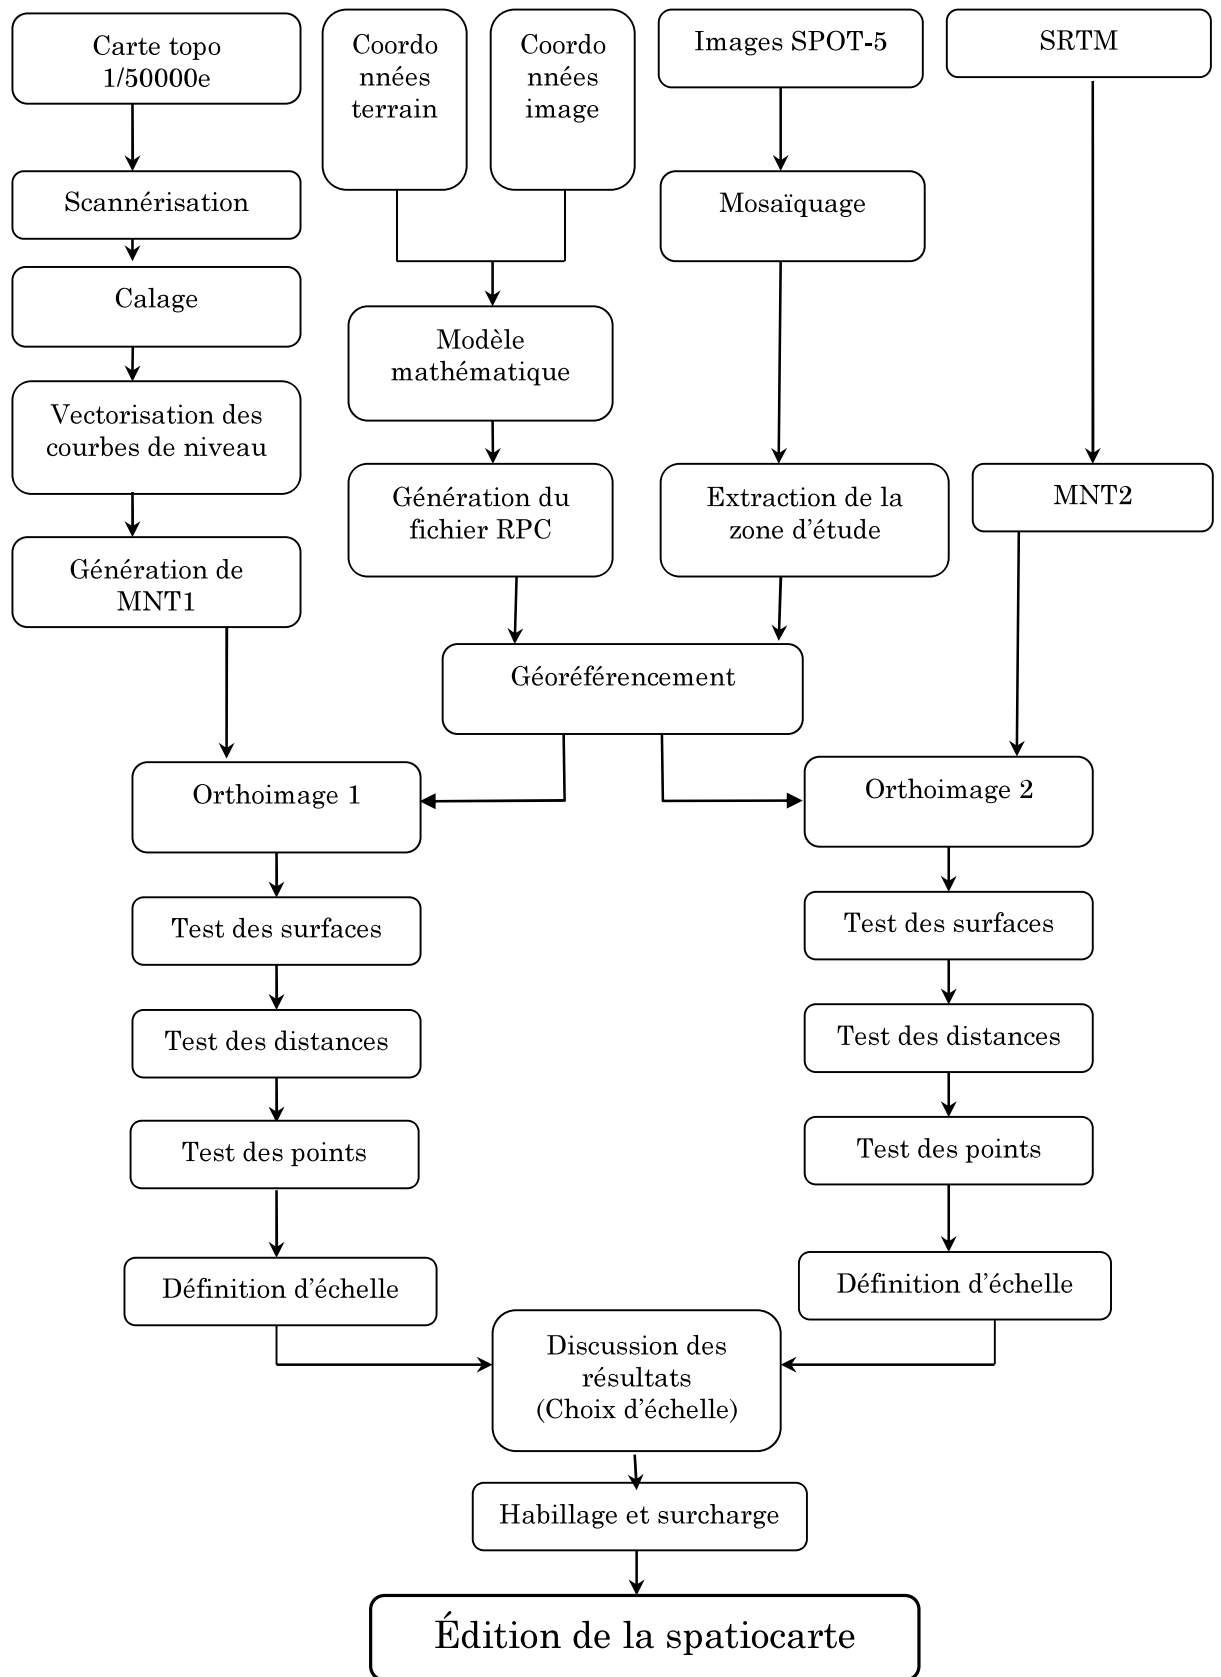 Carte topo
1/50000e
Coordo
nnées
terrain
Coordo
nnées
image
Images SPOT-5
SRTM
Scannérisation
Mosaïquage
Calage
Modèle
mathématique
Vectorisation des
courbes de niveau
Génération du
fichier RPC
Extraction de la
zone d'étude
MNT2
Génération de
MNT1
Géoréférencement
Orthoimage 1
Orthoimage 2
Test des surfaces
Test des surfaces
Test des distances
Test des distances
Test des points
Test des points
Définition d'échelle
Définition d'échelle
Discussion des
résultats
(Choix d'échelle)
Habillage et surcharge
Édition de la spatiocarte